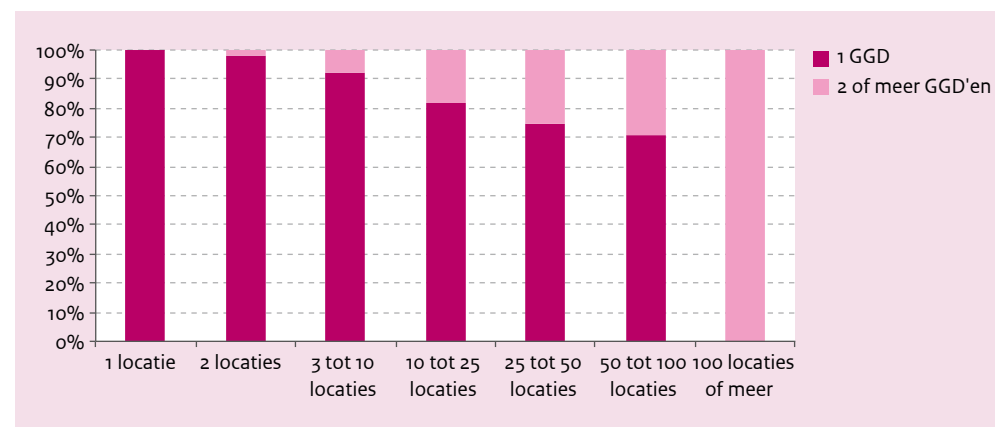 100%
90%
80%
70%
60%
50%
40%
30%
20%
10%
0%
1 locatie
2 locaties
3 tot 10
locaties
10 tot 25
locaties
25 tot 50
locaties
50 tot 100
locaties
100 locaties
of meer
1 GGD
2 of meer GGD'en